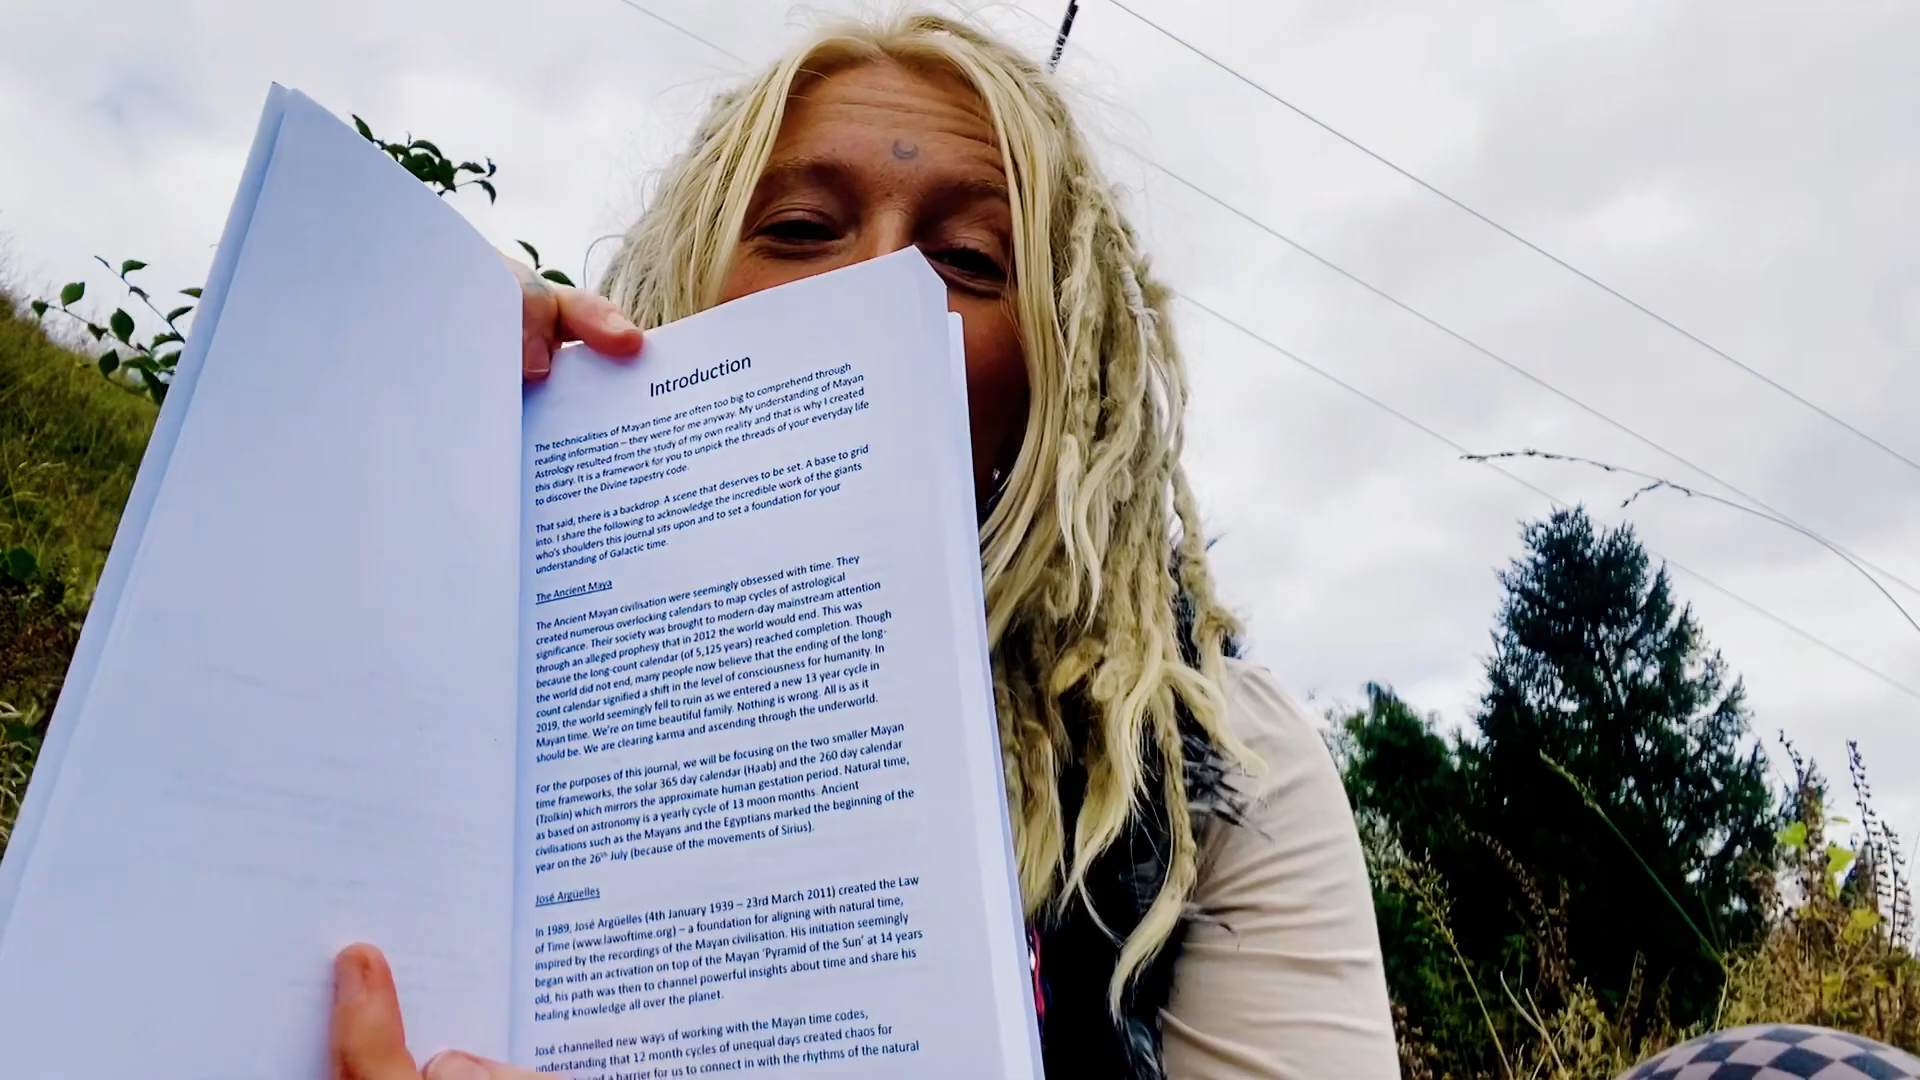 Introduction
The technicalities of Mayan time are often too big to comprehend through
reading information – they were for me anyway. My understanding of Mayan
Astrology resulted from the study of my own reality and that is why I created
this diary. It is a framework for you to unpick the threads of your everyday life
to discover the Divine tapestry code.
That said, there is a backdrop. A scene that deserves to be set. A base to grid
into. I share the following to acknowledge the incredible work of the giants
who's shoulders this journal sits upon and to set a foundation for your
understanding of Galactic time.
The Ancient Maya
The Ancient Mayan civilisation were seemingly obsessed with time. They
created numerous overlocking calendars to map cycles of astrological
significance. Their society was brought to modern-day mainstream attention
through an alleged prophesy that in 2012 the world would end. This was
because the long-count calendar (of 5,125 years) reached completion. Though
the world did not end, many people now believe that the ending of the long-
count calendar signified a shift in the level of consciousness for humanity. In
2019, the world seemingly fell to ruin as we entered a new 13 year cycle in
Mayan time. We're on time beautiful family. Nothing is wrong. All is as it
should be. We are clearing karma and ascending through the underworld.
For the purposes of this journal, we will be focusing on the two smaller Mayan
time frameworks, the solar 365 day calendar (Haab) and the 260 day calendar
(Tzolkin) which mirrors the approximate human gestation period. Natural time,
as based on astronomy is a yearly cycle of 13 moon months. Ancient
civilisations such as the Mayans and the Egyptians marked the beginning of the
year on the 26th July (because of the movements of Sirius).
José Argüelles
In 1989, José Argüelles (4th January 1939 – 23rd March 2011) created the Law
of Time (www.lawoftime.org) – a foundation for aligning with natural time,
inspired by the recordings of the Mayan civilisation. His initiation seemingly
began with an activation on top of the Mayan 'Pyramid of the Sun' at 14 years
old, his path was then to channel powerful insights about time and share his
healing knowledge all over the planet.
José channelled new ways of working with the Mayan time codes,
understanding that 12 month cycles of unequal days created chaos for
a barrier for us to connect in with the rhythms of the natural